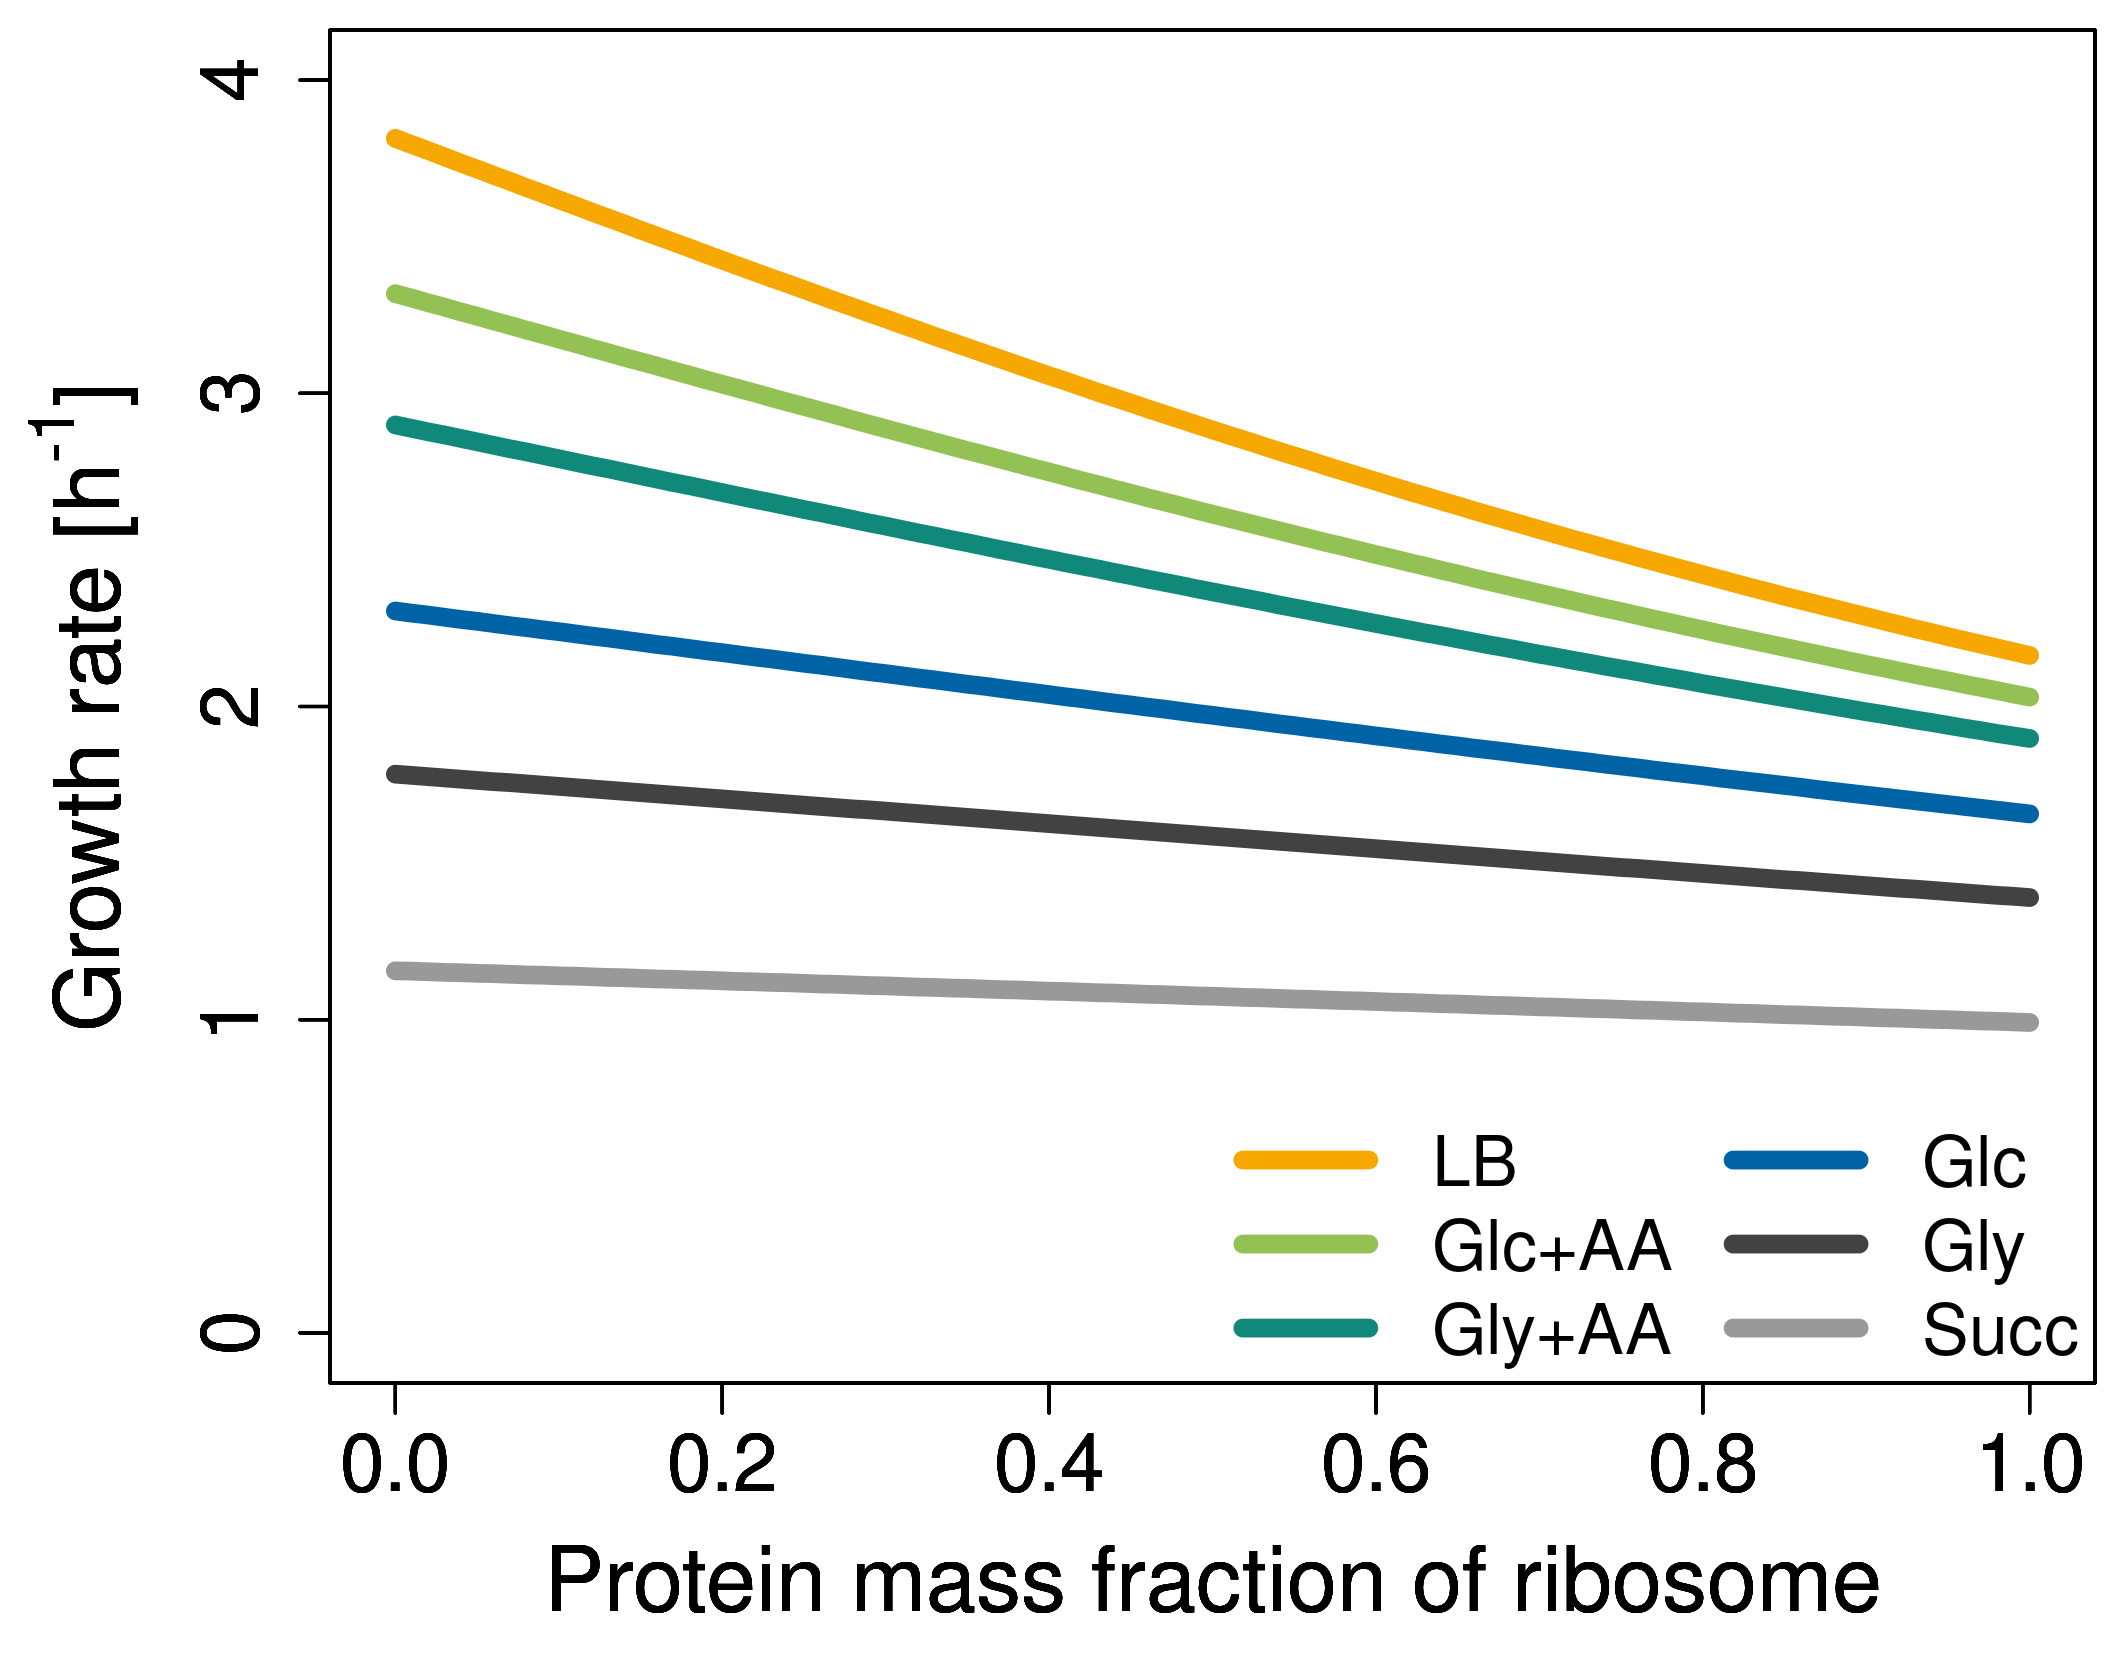 Growth rate [h-1]
4
3
2
1
0
LB
Glc
Glc+AA
Gly
Gly+AA
Succ
0.0 0.2 0.4 0.6 0.8 1.0
Protein mass fraction of ribosome